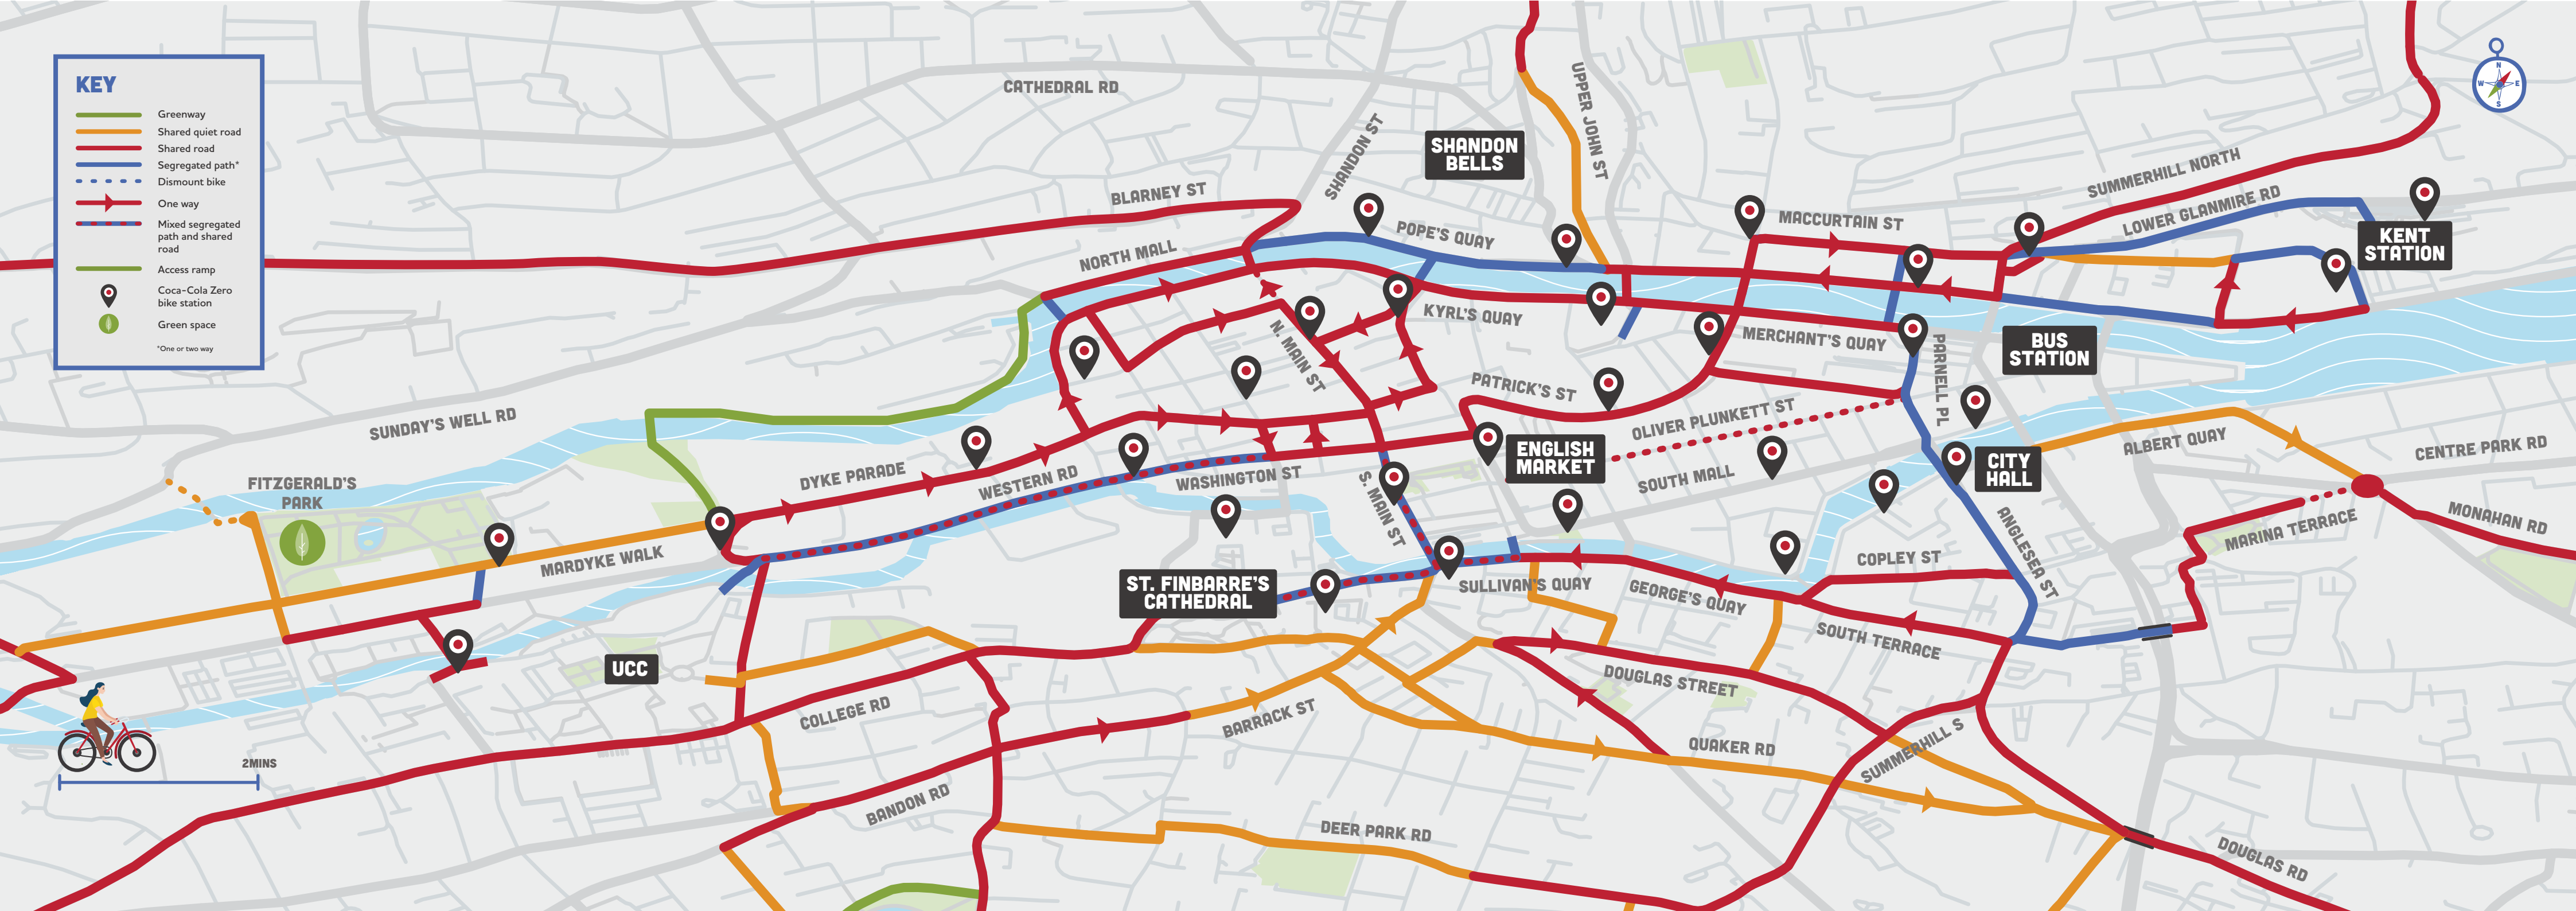 KEY
Greenway
Shared quiet road
Shared road
Segregated path*
Dismount bike
One way
Mixed segregated
path and shared
road
Access ramp
Coca-Cola Zero
bike station
Green space
*One or two way
N
W
E
S
CATHEDRAL RD
UPPER JOHN ST
SHANDON ST
SHANDON
BELLS
BLARNEY ST
SUMMERHILL NORTH
LOWER GLANMIRE RD
MACCURTAIN ST
POPE'S QUAY
NORTH MALL
KENT
STATION
KYRL'S QUAY
MERCHANT'S QUAY
BUS
STATION
N. MAIN ST
PARNELL PL
PATRICK'S ST
SUNDAY'S WELL RD
OLIVER PLUNKETT ST
ALBERT QUAY
CENTRE PARK RD
ENGLISH
MARKET
CITY
HALL
DYKE PARADE
WESTERN RD
WASHINGTON ST
SOUTH MALL
FITZGERALD'S
PARK
S. MAIN ST
ANGLESEA ST
MONAHAN RD
MARINA TERRACE
MARDYKE WALK
COPLEY ST
ST. FINBARRE'S
CATHEDRAL
SULLIVAN'S QUAY
GEORGE'S QUAY
SOUTH TERRACE
UCC
DOUGLAS STREET
COLLEGE RD
BARRACK ST
QUAKER RD
SUMMERHILL S
2MINS
BANDON RD
DEER PARK RD
DOUGLAS RD